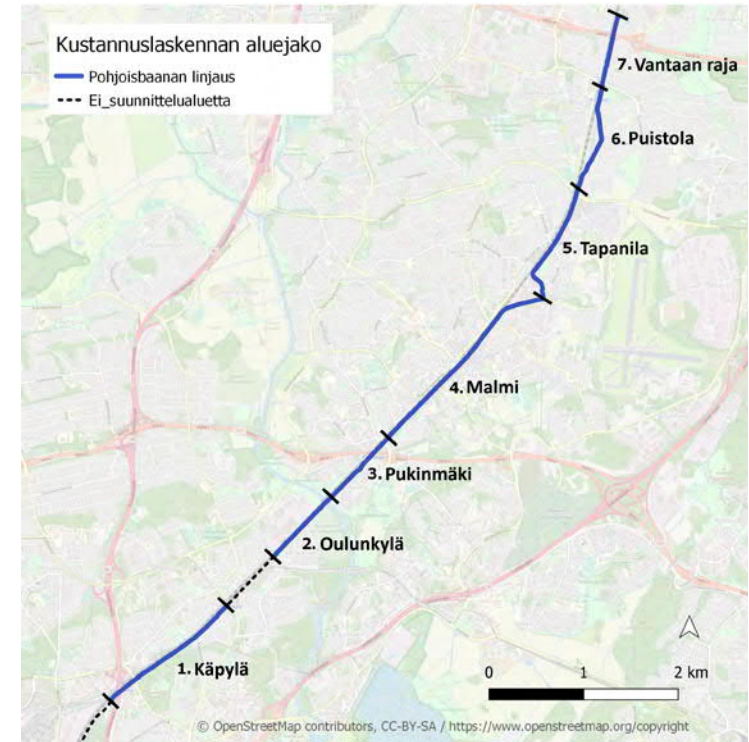 Kustannuslaskennan aluejako
Pohjoisbaanan linjaus
Ei_suunnittelualuetta
7. Vantaan raja
6. Puistola
5. Tapanila
4. Malmi
3. Pukinmäki
2. Oulunkylä
1. Käpylä
0 1 2 km
© OpenStreetMap contributors, CC-BY-SA / https://www.openstreetmap.org/copyright